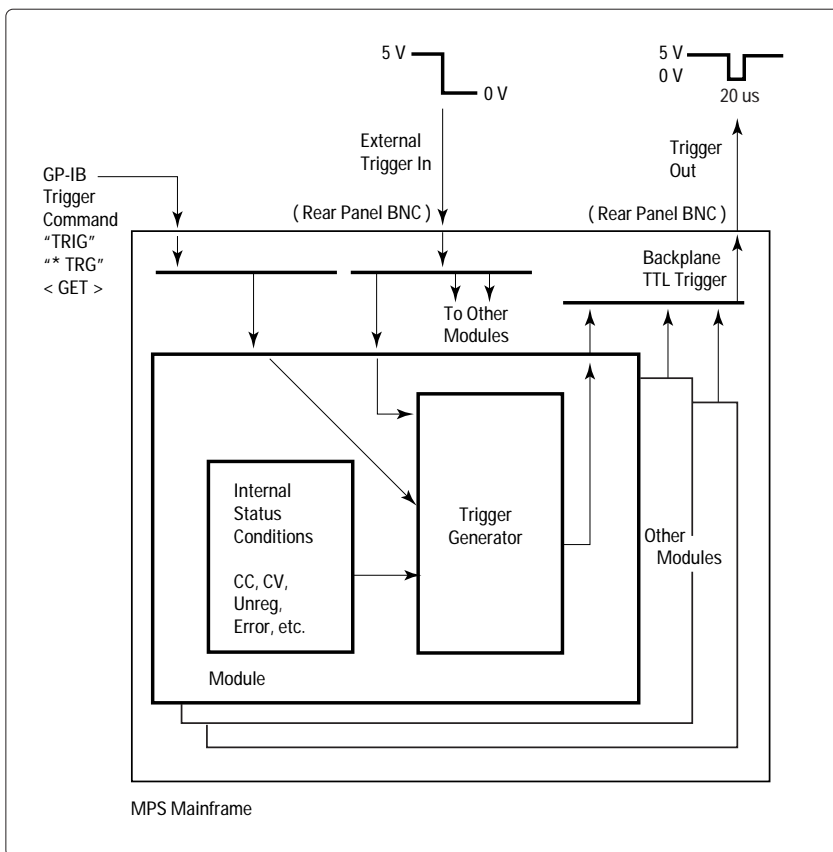 5 V
0 V
5 V
0 V
20 us
External
Trigger In
Trigger
Out
GP-IB
Trigger
Command
“TRIG”
“* TRG”
< GET >
( Rear Panel BNC )
( Rear Panel BNC )
Backplane
TTL Trigger
To Other
Modules
Internal
Status
Conditions
CC, CV,
Unreg,
Error, etc.
Trigger
Generator
Other
Modules
Module
MPS Mainframe